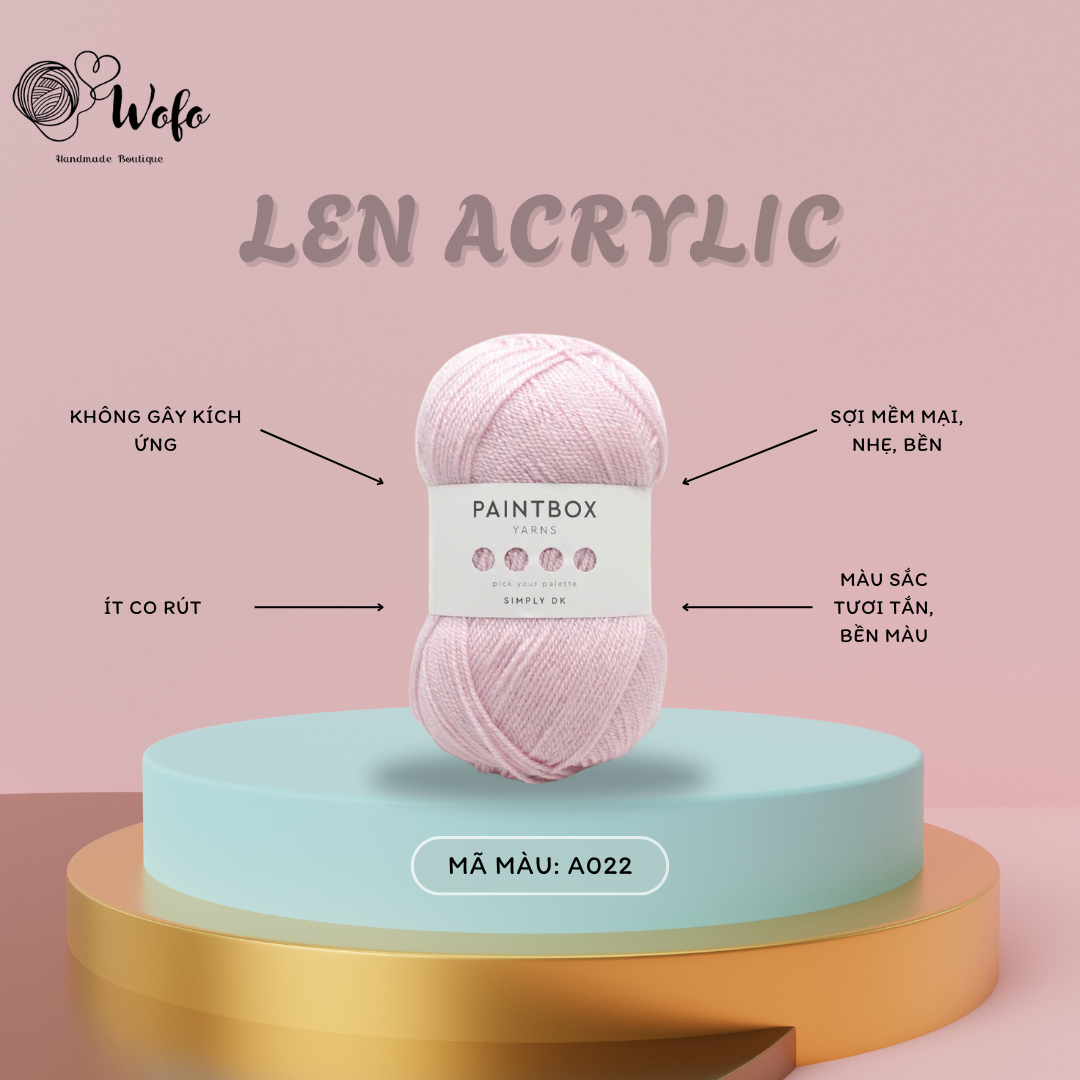 Wofo
Handmade Boutique
LEN ACRYLIC
KHÔNG GÂY KÍCH
ỨNG
SỢI MỀM MẠI,
NHẸ, BỀN
PAINTBOX
YARNS
pick your palette
SIMPLY DK
ÍT CO RÚT
MÀU SẮC
TƯƠI TẮN,
BỀN MÀU
MÃ MÀU: A022